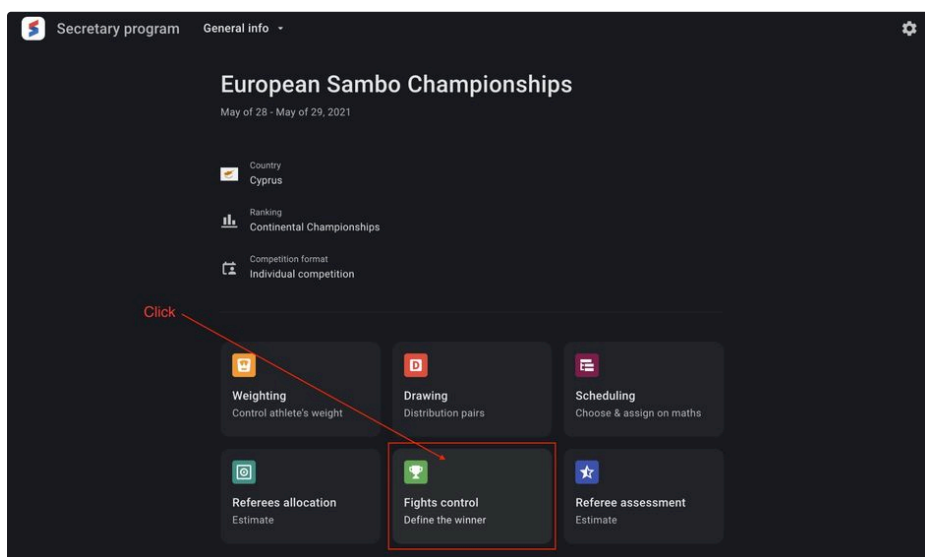 Secretary program General info
European Sambo Championships
May of 28 - May of 29, 2021
Country
Cyprus
Ranking
Continental Championships
Competition format
Individual competition
Click
Weighting
Control athlete's weight
D
Drawing
Distribution pairs
Scheduling
Choose & assign on maths
Referees allocation
Estimate
Fights control
Define the winner
Referee assessment
Estimate